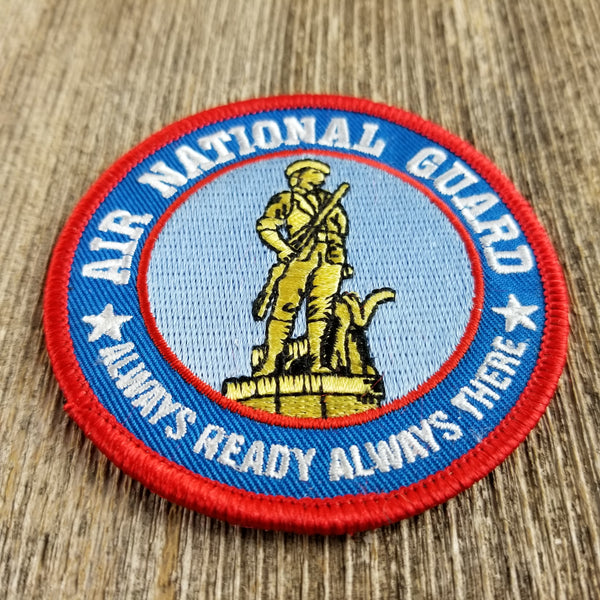 AIR NATIONAL GUARD
ALWAYS READY ALWAYS THERE